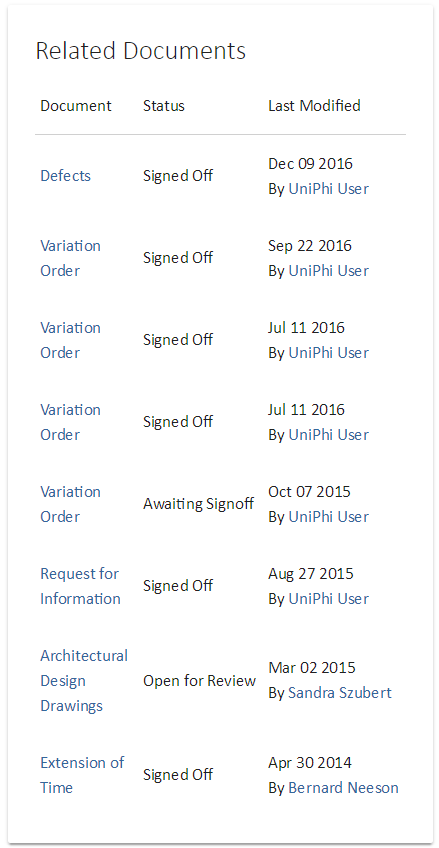 Related Documents
Document Status Last Modified
Defects Signed Off Dec 09 2016
By UniPhi User
Variation Order Signed Off Sep 22 2016
By UniPhi User
Variation Order Signed Off Jul 11 2016
By UniPhi User
Variation Order Signed Off Jul 11 2016
By UniPhi User
Variation Order Awaiting Signoff Oct 07 2015
By UniPhi User
Request for Information Signed Off Aug 27 2015
By UniPhi User
Architectural Design Drawings Open for Review Mar 02 2015
By Sandra Szubert
Extension of Time Signed Off Apr 30 2014
By Bernard Neeson